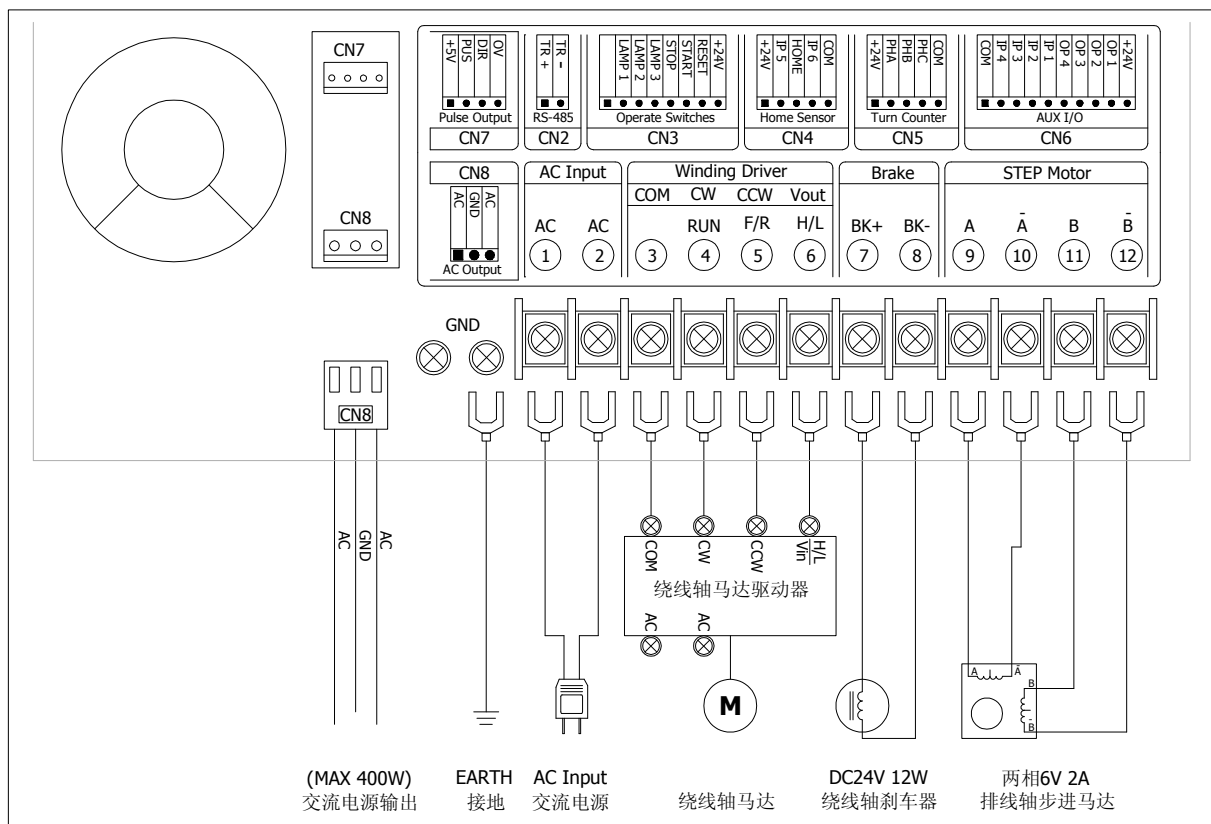 CN7
CN8
+5V
PUS
DIR
OV
Pulse Output
CN7
TR +
TR -
RS-485
CN2
LAMP 1
LAMP 2
LAMP 3
STOP
START
RESET
+24V
Operate Switches
CN3
+24V
IP 5
HOME
IP 6
COM
Home Sensor
CN4
+24V
PHA
PHB
PHC
COM
Turn Counter
CN5
COM
IP 4
IP 3
IP 2
IP 1
OP 4
OP 3
OP 2
OP 1
+24V
AUX I/O
CN6
CN8
AC
GND
AC
AC Output
AC Input
AC AC
1 2
Winding Driver
COM CW CCW Vout
RUN F/R H/L
3 4 5 6
Brake
BK+ BK-
7 8
STEP Motor
A Ā B B̄
9 10 11 12
GND
CN8
AC
GND
AC
COM
CW
CCW
H/L
Vin
绕线轴马达驱动器
AC
AC
M
A Ā
B
B̄
(MAX 400W)
交流电源输出
EARTH
接地
AC Input
交流电源
绕线轴马达
DC24V 12W
绕线轴刹车器
两相6V 2A
排线轴步进马达